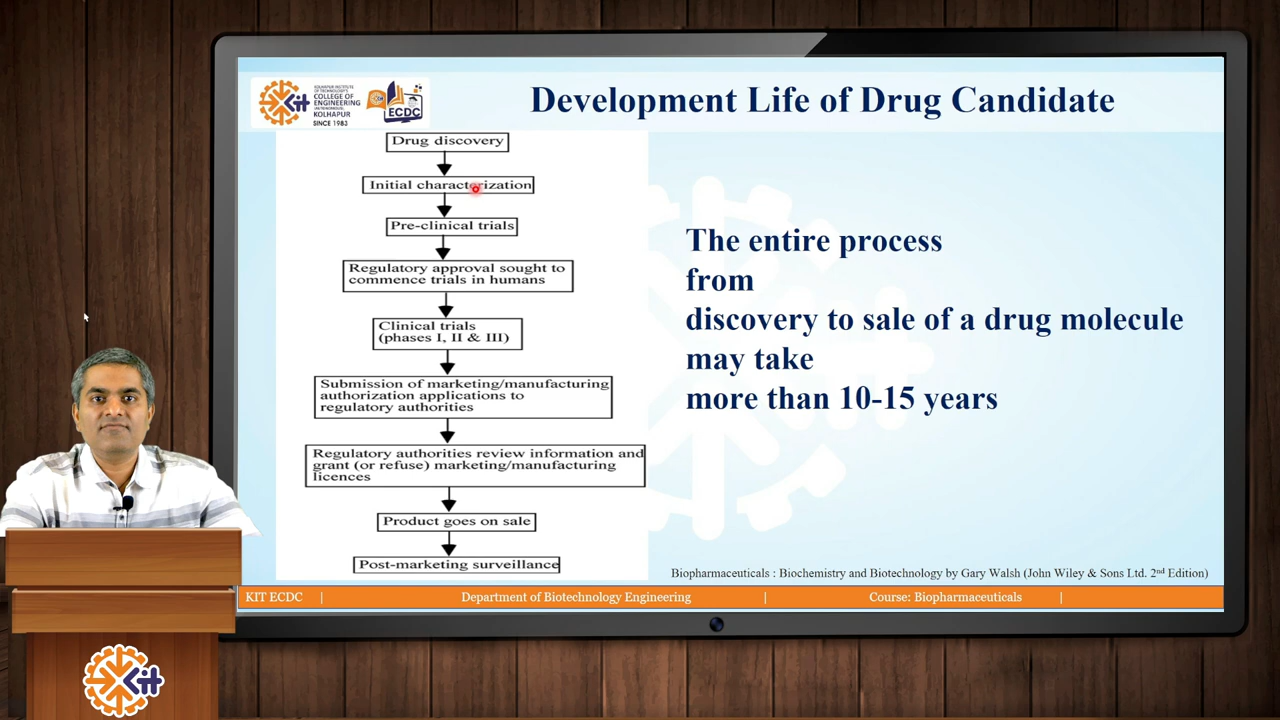 KOLHAPUR INSTITUTE
OF TECHNOLOGY'S
COLLEGE OF
ENGINEERING
(AUTONOMOUS),
KOLHAPUR
SINCE 1983
Kit
ECDC
Development Life of Drug Candidate
Drug discovery
Initial characterization
Pre-clinical trials
Regulatory approval sought to
commence trials in humans
Clinical trials
(phases I, II & III)
Submission of marketing/manufacturing
authorization applications to
regulatory authorities
Regulatory authorities review information and
grant (or refuse) marketing/manufacturing
licences
Product goes on sale
Post-marketing surveillance
The entire process
from
discovery to sale of a drug molecule
may take
more than 10-15 years
Biopharmaceuticals : Biochemistry and Biotechnology by Gary Walsh (John Wiley & Sons Ltd. 2nd Edition)
KIT ECDC | Department of Biotechnology Engineering | Course: Biopharmaceuticals |
Kit